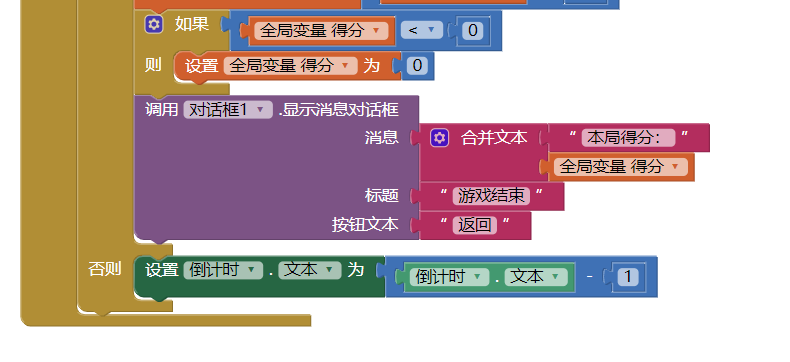 如果 全局变量 得分 < 0
则 设置 全局变量 得分 为 0
调用 对话框1 .显示消息对话框
消息 合并文本 “ 本局得分： ”
全局变量 得分
标题 “ 游戏结束 ”
按钮文本 “ 返回 ”
否则 设置 倒计时 . 文本 为 倒计时 . 文本 - 1